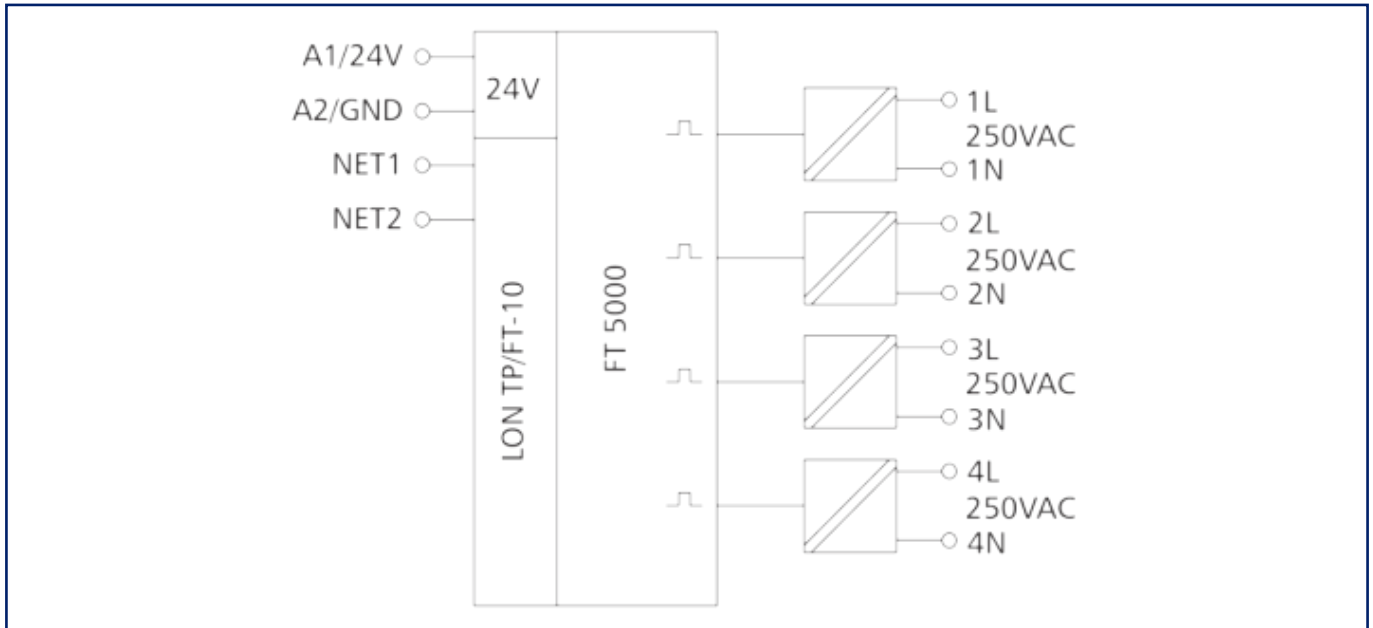 A1/24V
A2/GND
NET1
NET2
24V
LON TP/FT-10
FT 5000
1L
250VAC
1N
2L
250VAC
2N
3L
250VAC
3N
4L
250VAC
4N